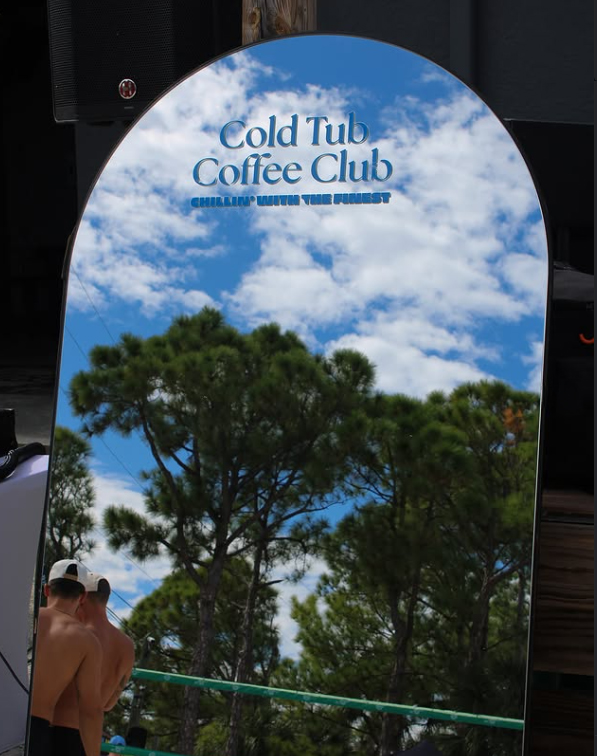 Cold Tub
Coffee Club
CHILLIN' WITH THE FINEST